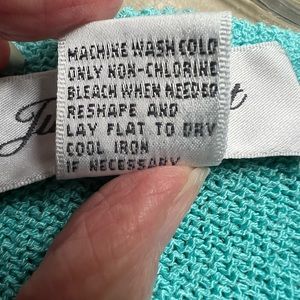 MACHINE WASH COLD
ONLY NON-CHLORINE
BLEACH WHEN NEEDED
RESHAPE AND
LAY FLAT TO DRY
COOL IRON
IF NECESSARY